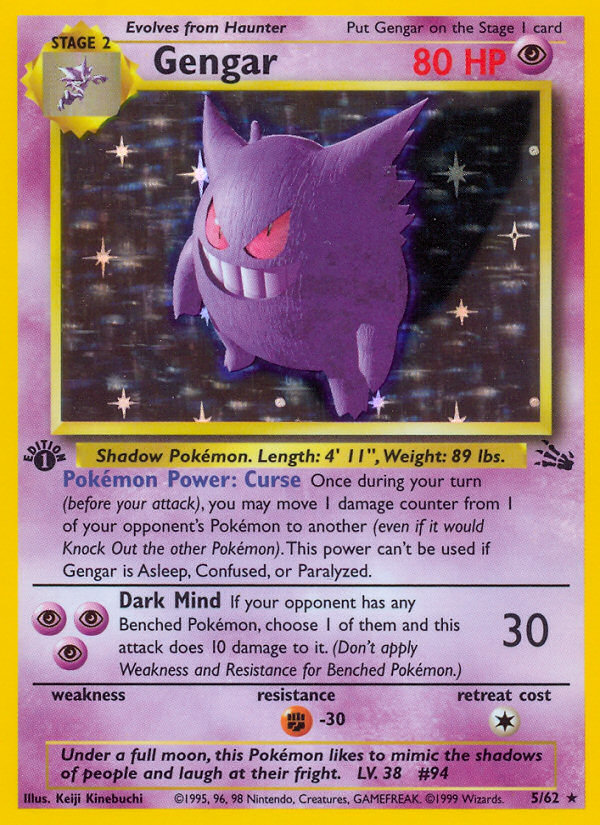 Evolves from Haunter
Put Gengar on the Stage 1 card
STAGE 2
Gengar
80 HP
EDITION
1
Shadow Pokémon. Length: 4' 11", Weight: 89 lbs.
Pokémon Power: Curse Once during your turn
(before your attack), you may move 1 damage counter from 1
of your opponent's Pokémon to another (even if it would
Knock Out the other Pokémon). This power can't be used if
Gengar is Asleep, Confused, or Paralyzed.
Dark Mind If your opponent has any
Benched Pokémon, choose 1 of them and this
attack does 10 damage to it. (Don't apply
Weakness and Resistance for Benched Pokémon.)
30
weakness
resistance
retreat cost
-30
Under a full moon, this Pokémon likes to mimic the shadows
of people and laugh at their fright. LV. 38 #94
Illus. Keiji Kinebuchi
©1995, 96, 98 Nintendo, Creatures, GAMEFREAK. ©1999 Wizards.
5/62 ★